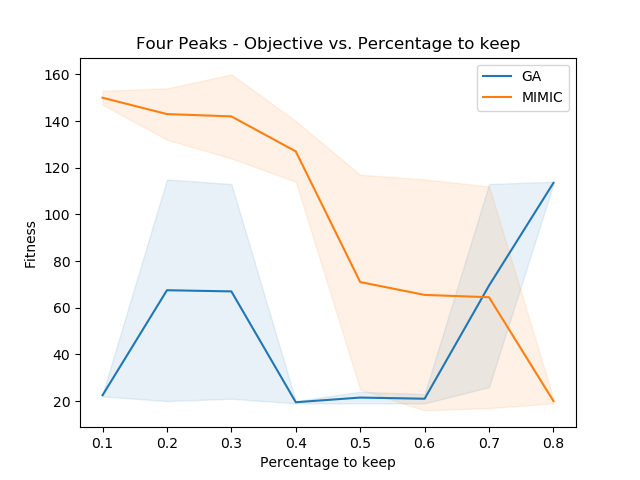 Four Peaks - Objective vs. Percentage to keep
GA
MIMIC
Fitness
160
140
120
100
80
60
40
20
0.1 0.2 0.3 0.4 0.5 0.6 0.7 0.8
Percentage to keep